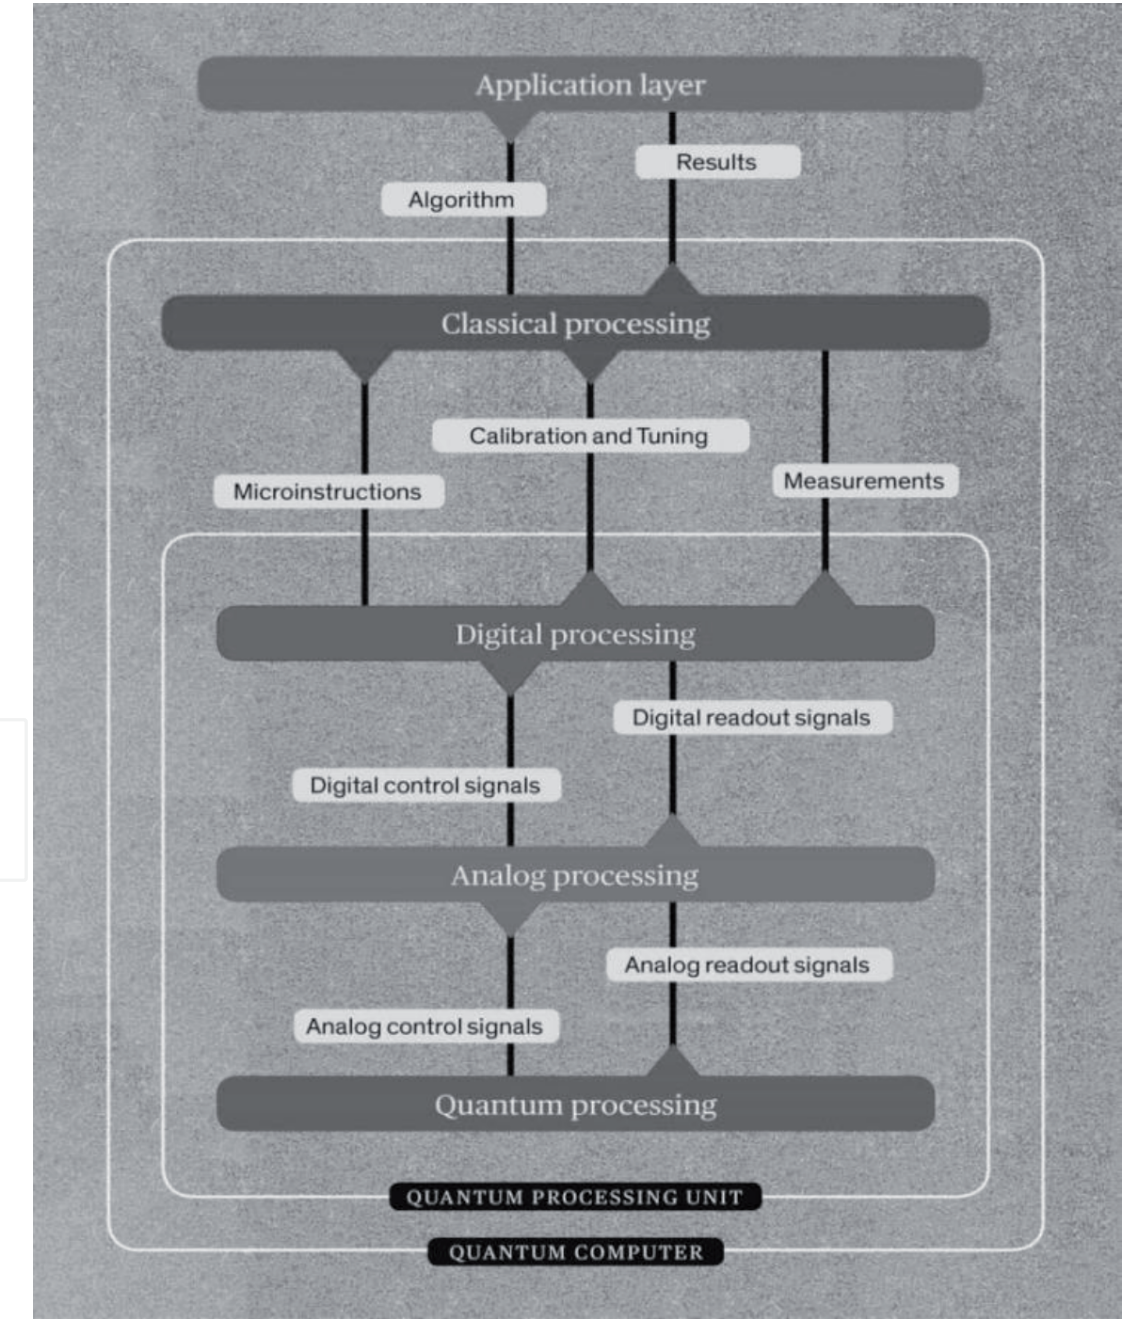 Application layer
Results
Algorithm
Classical processing
Calibration and Tuning
Measurements
Microinstructions
Digital processing
Digital readout signals
Digital control signals
Analog processing
Analog readout signals
Analog control signals
Quantum processing
QUANTUM PROCESSING UNIT
QUANTUM COMPUTER